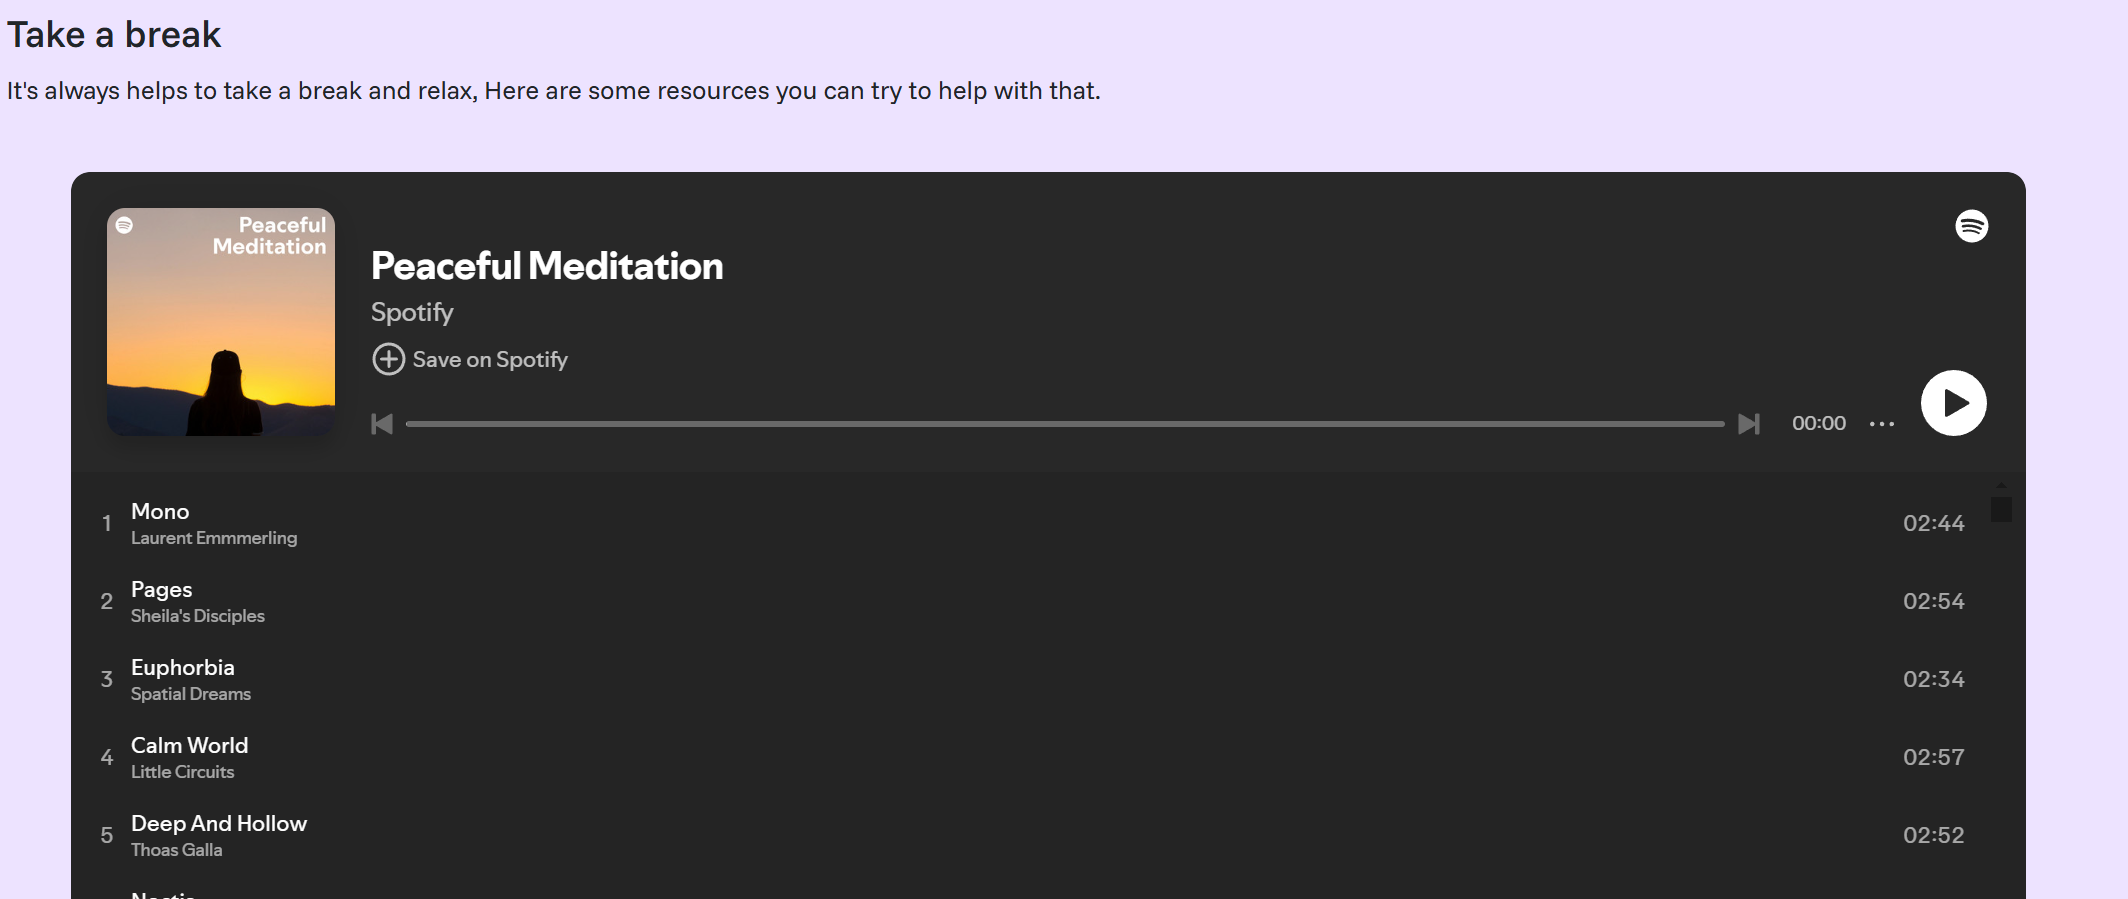 Take a break
It's always helps to take a break and relax, Here are some resources you can try to help with that.
Peaceful
Meditation
Peaceful Meditation
Spotify
Save on Spotify
00:00
1
Mono
Laurent Emmmerling
02:44
2
Pages
Sheila's Disciples
02:54
3
Euphorbia
Spatial Dreams
02:34
4
Calm World
Little Circuits
02:57
5
Deep And Hollow
Thoas Galla
02:52